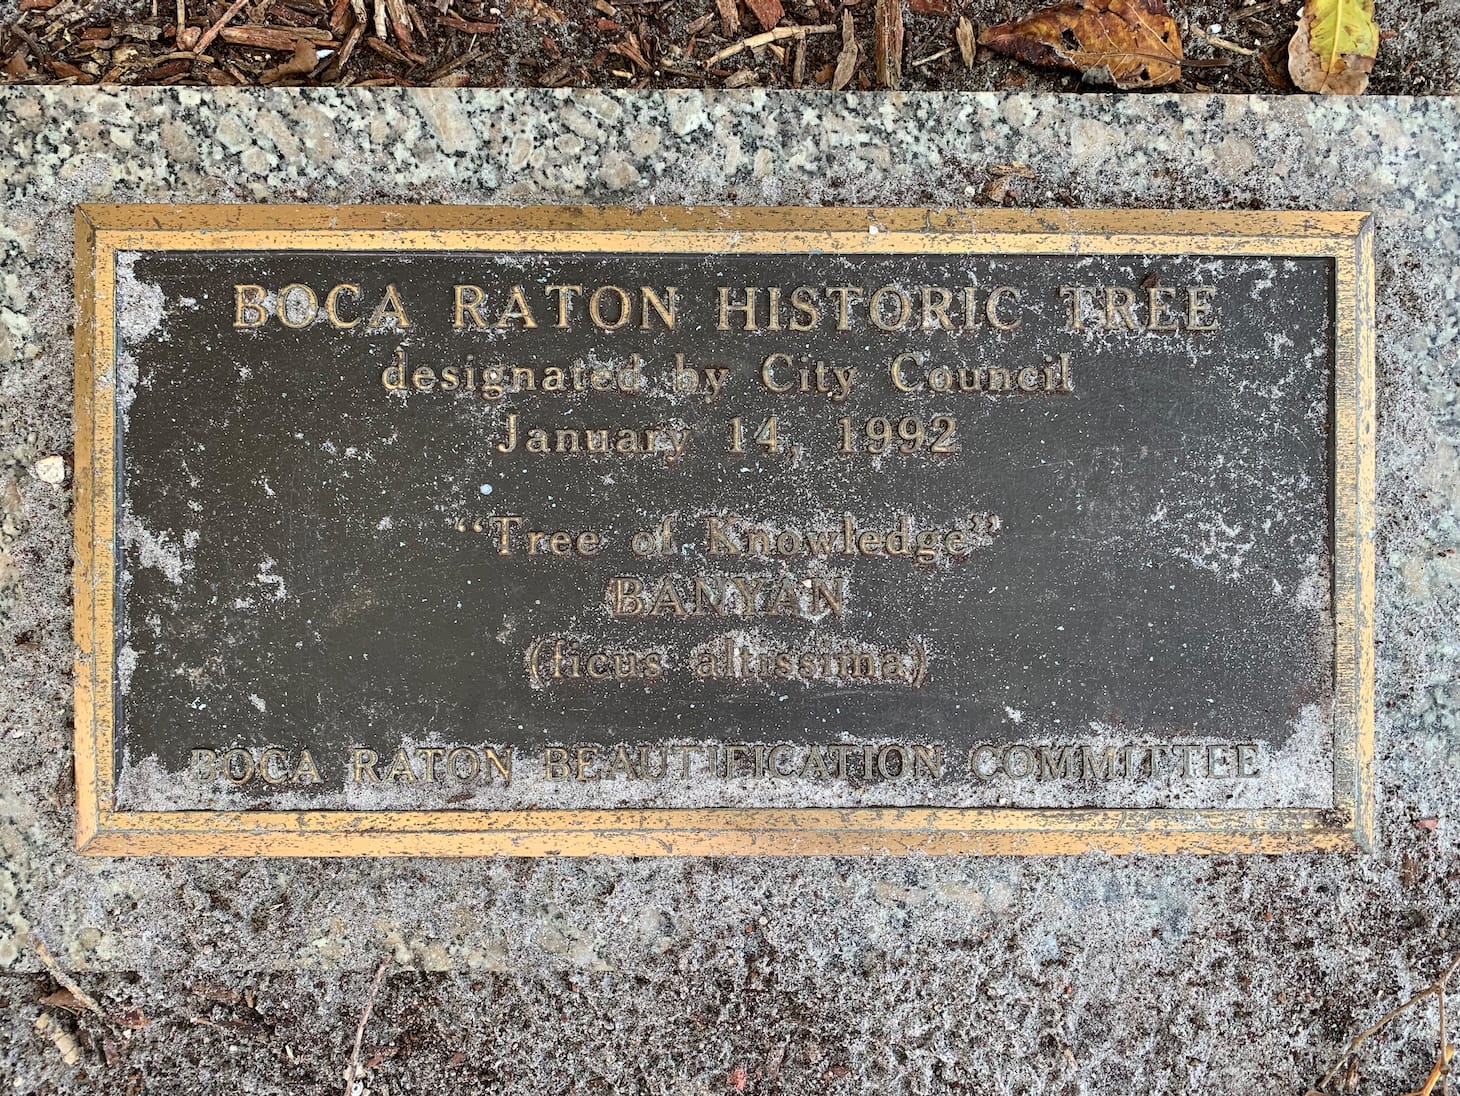 BOCA RATON HISTORIC TREE
designated by City Council
January 14, 1992
“Tree of Knowledge”
BANYAN
(ficus altissima)
BOCA RATON BEAUTIFICATION COMMITTEE